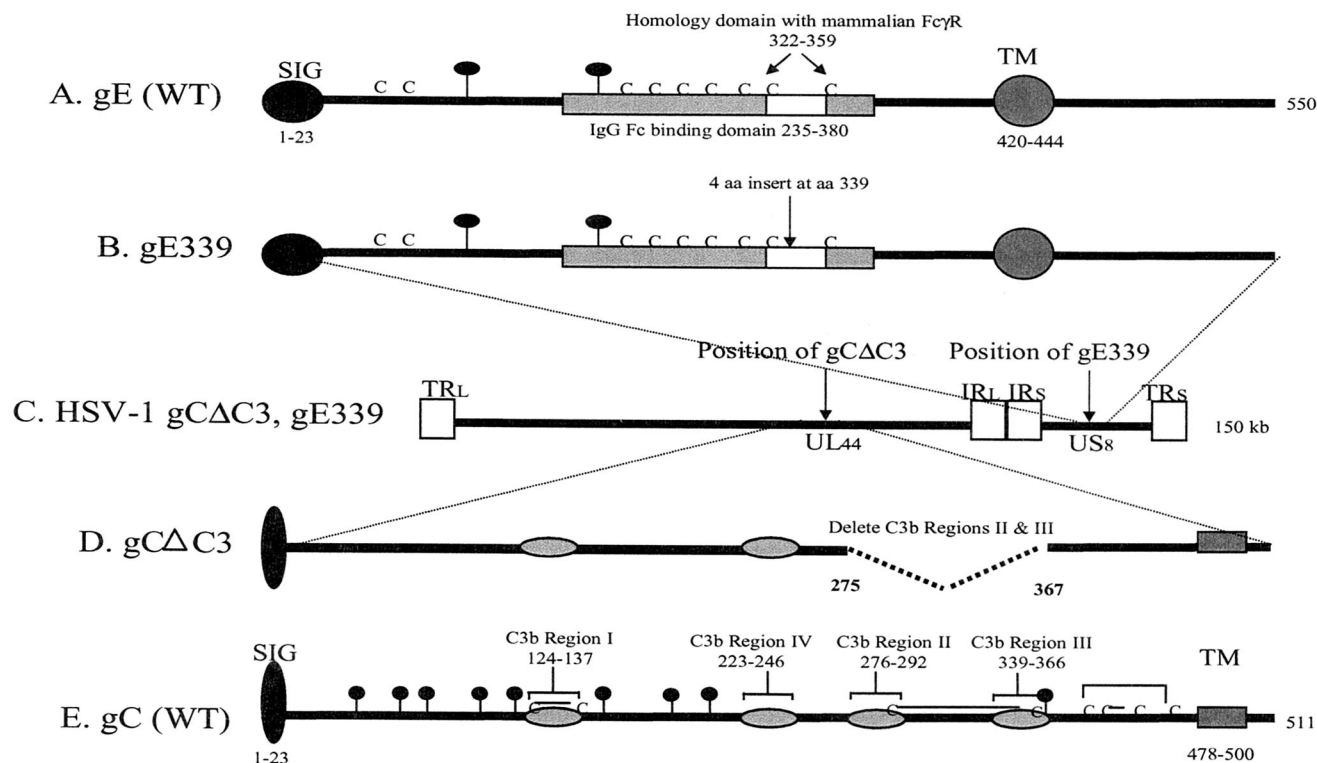 Homology domain with mammalian FcγR
322-359
SIG
TM
C C
C C C C C C C
A. gE (WT)
550
1-23
IgG Fc binding domain 235-380
420-444
4 aa insert at aa 339
C C
C C C C C C C
B. gE339
Position of gCΔC3
Position of gE339
TRL
IRL
IRS
TRS
C. HSV-1 gCΔC3, gE339
150 kb
UL44
US8
Delete C3b Regions II & III
D. gCΔC3
275
367
C3b Region I
C3b Region IV
C3b Region II
C3b Region III
124-137
223-246
276-292
339-366
SIG
TM
E. gC (WT)
C C C C C C C C
511
1-23
478-500